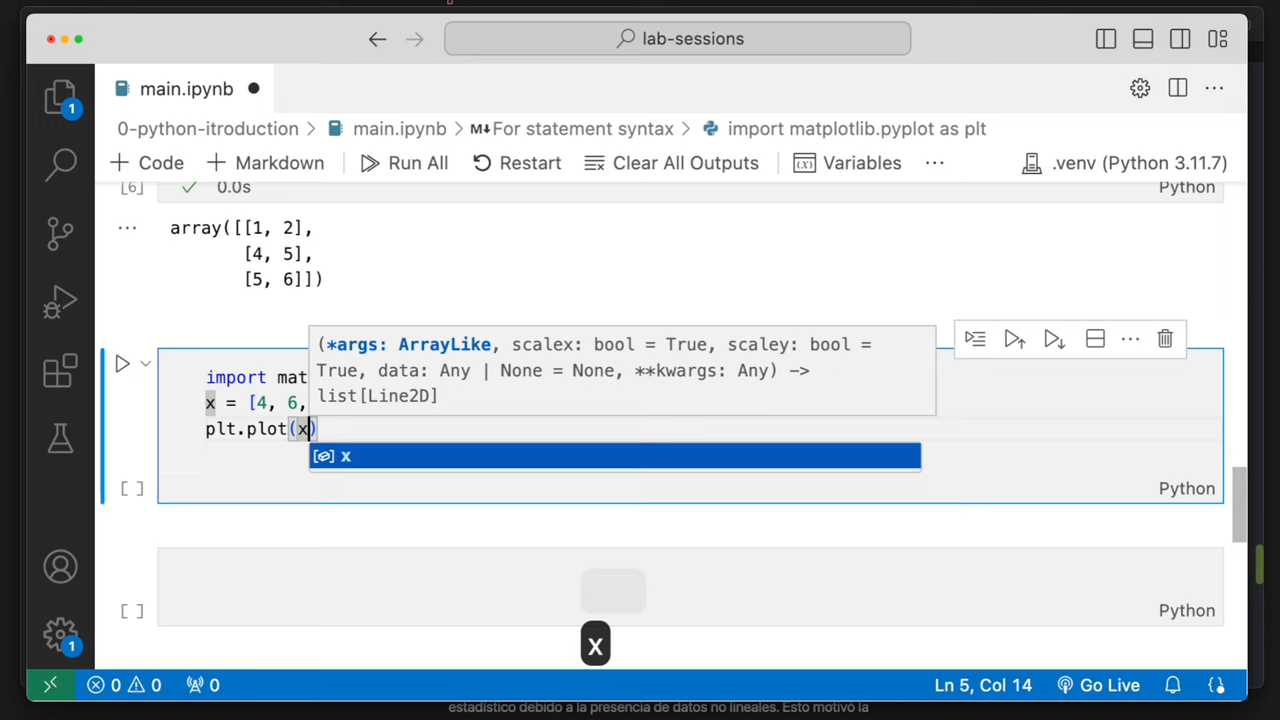 lab-sessions
main.ipynb
0-python-itroduction > main.ipynb > M↓For statement syntax > import matplotlib.pyplot as plt
+ Code + Markdown Run All Restart Clear All Outputs Variables ... .venv (Python 3.11.7)
[6] 0.0s Python
... array([[1, 2],
[4, 5],
[5, 6]])
(*args: ArrayLike, scalex: bool = True, scaley: bool =
True, data: Any | None = None, **kwargs: Any) ->
list[Line2D]
import mat
x = [4, 6,
plt.plot(x)
x
[ ] Python
[ ] Python
x
1
1
0 0 0 Ln 5, Col 14 Go Live
estadístico debido a la presencia de datos no lineales. Esto motivó la